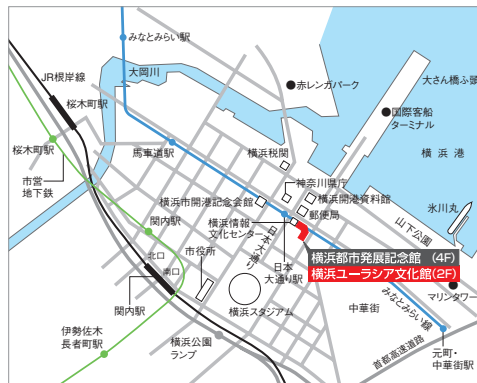 みなとみらい駅
大岡川
JR根岸線
桜木町駅
赤レンガパーク
大さん橋ふ頭
国際客船
ターミナル
桜木町駅
馬車道駅
横浜税関
横浜港
市営
地下鉄
神奈川県庁
横浜市開港記念会館
横浜開港資料館
氷川丸
郵便局
山下公園
関内駅
横浜情報
文化センター
日本大通り
市役所
北口
南口
日本
大通り駅
横浜都市発展記念館 (4F)
横浜ユーラシア文化館(2F)
マリンタワー
みなとみらい線
関内駅
横浜スタジアム
中華街
伊勢佐木
長者町駅
横浜公園
ランプ
首都高速道路
元町・
中華街駅